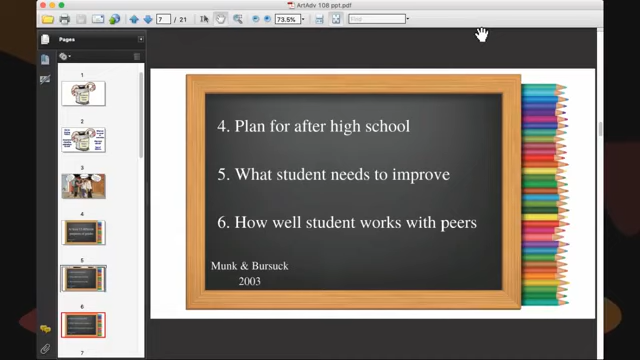 ArtAdv 108 ppt.pdf
7 / 21
73.5%
Find
Pages
1
2
3
4
5
6
7
4. Plan for after high school
5. What student needs to improve
6. How well student works with peers
Munk & Bursuck
2003